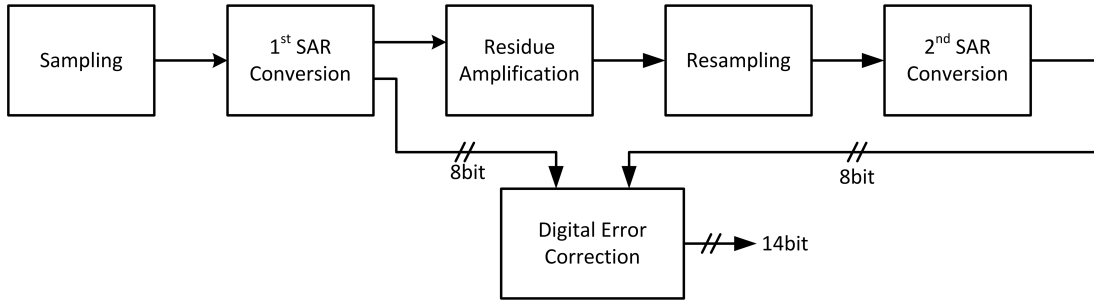 Sampling
1st SAR
Conversion
Residue
Amplification
Resampling
2nd SAR
Conversion
8bit
8bit
Digital Error
Correction
14bit